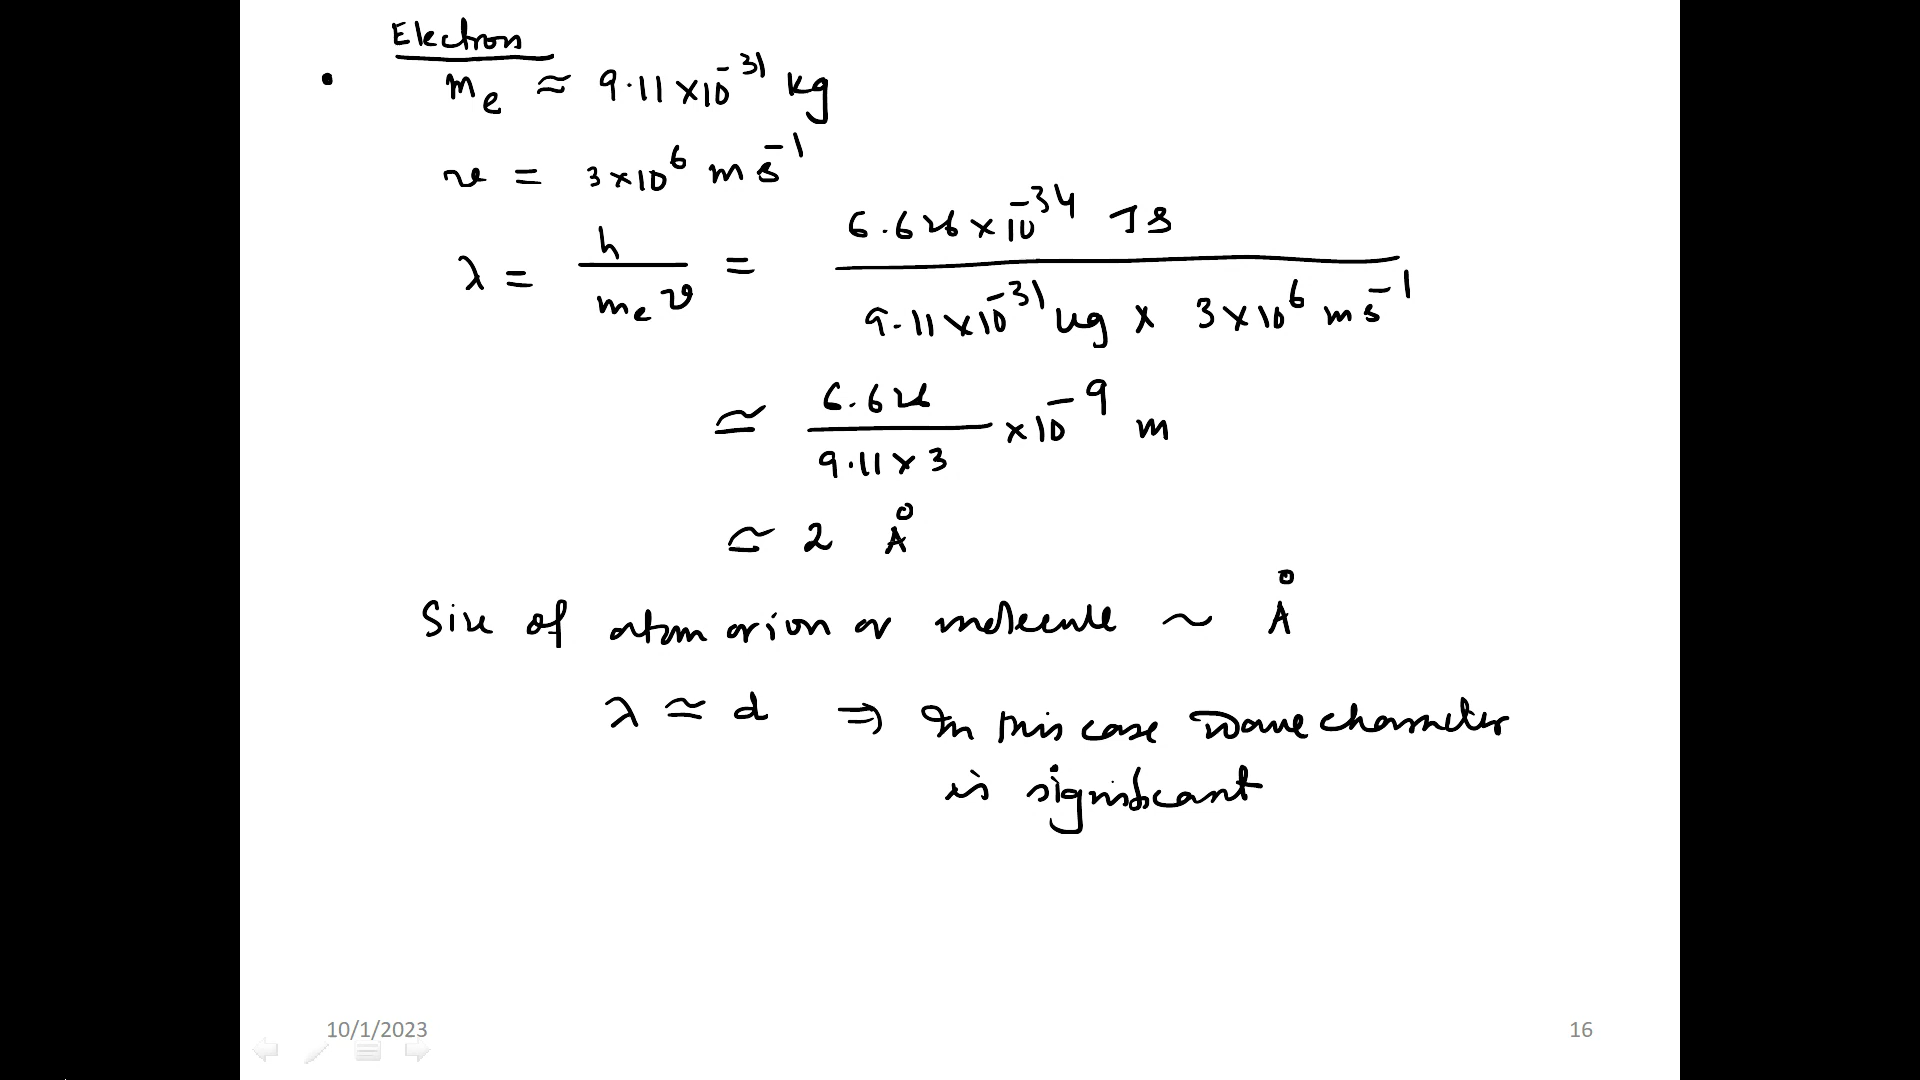 Electron
• mₑ ≈ 9.11 × 10⁻³¹ kg
v = 3 × 10⁶ m s⁻¹
λ = h / mₑ v = 6.626 × 10⁻³⁴ J s / 9.11 × 10⁻³¹ kg × 3 × 10⁶ m s⁻¹
≃ 6.626 / 9.11 × 3 × 10⁻⁹ m
≃ 2 Å
Size of atom or ion or molecule ~ Å
λ ≃ d ⇒ In this case wave character
is significant
10/1/2023
16